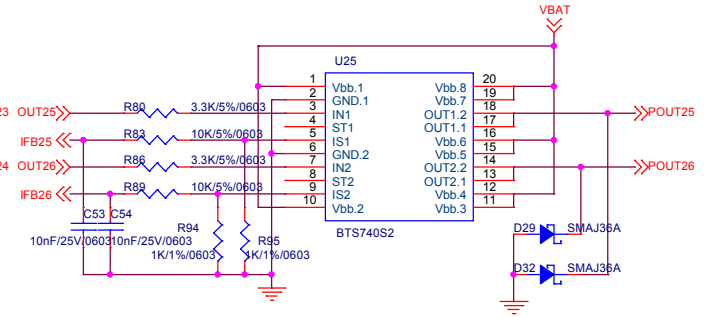 VBAT
U25
1 Vbb.1 Vbb.8 20
2 GND.1 Vbb.7 19
23 OUT25 R80 3.3K/5%/0603 3 IN1 OUT1.2 18 POUT25
4 ST1 OUT1.1 17
IFB25 R83 10K/5%/0603 5 IS1 Vbb.6 16
6 GND.2 Vbb.5 15
24 OUT26 R86 3.3K/5%/0603 7 IN2 OUT2.2 14 POUT26
8 ST2 OUT2.1 13
IFB26 R89 10K/5%/0603 9 IS2 Vbb.4 12
10 Vbb.2 Vbb.3 11
BTS740S2
C53 C54
10nF/25V/0603 10nF/25V/0603
R94 R95
1K/1%/0603 1K/1%/0603
D29 SMAJ36A
D32 SMAJ36A